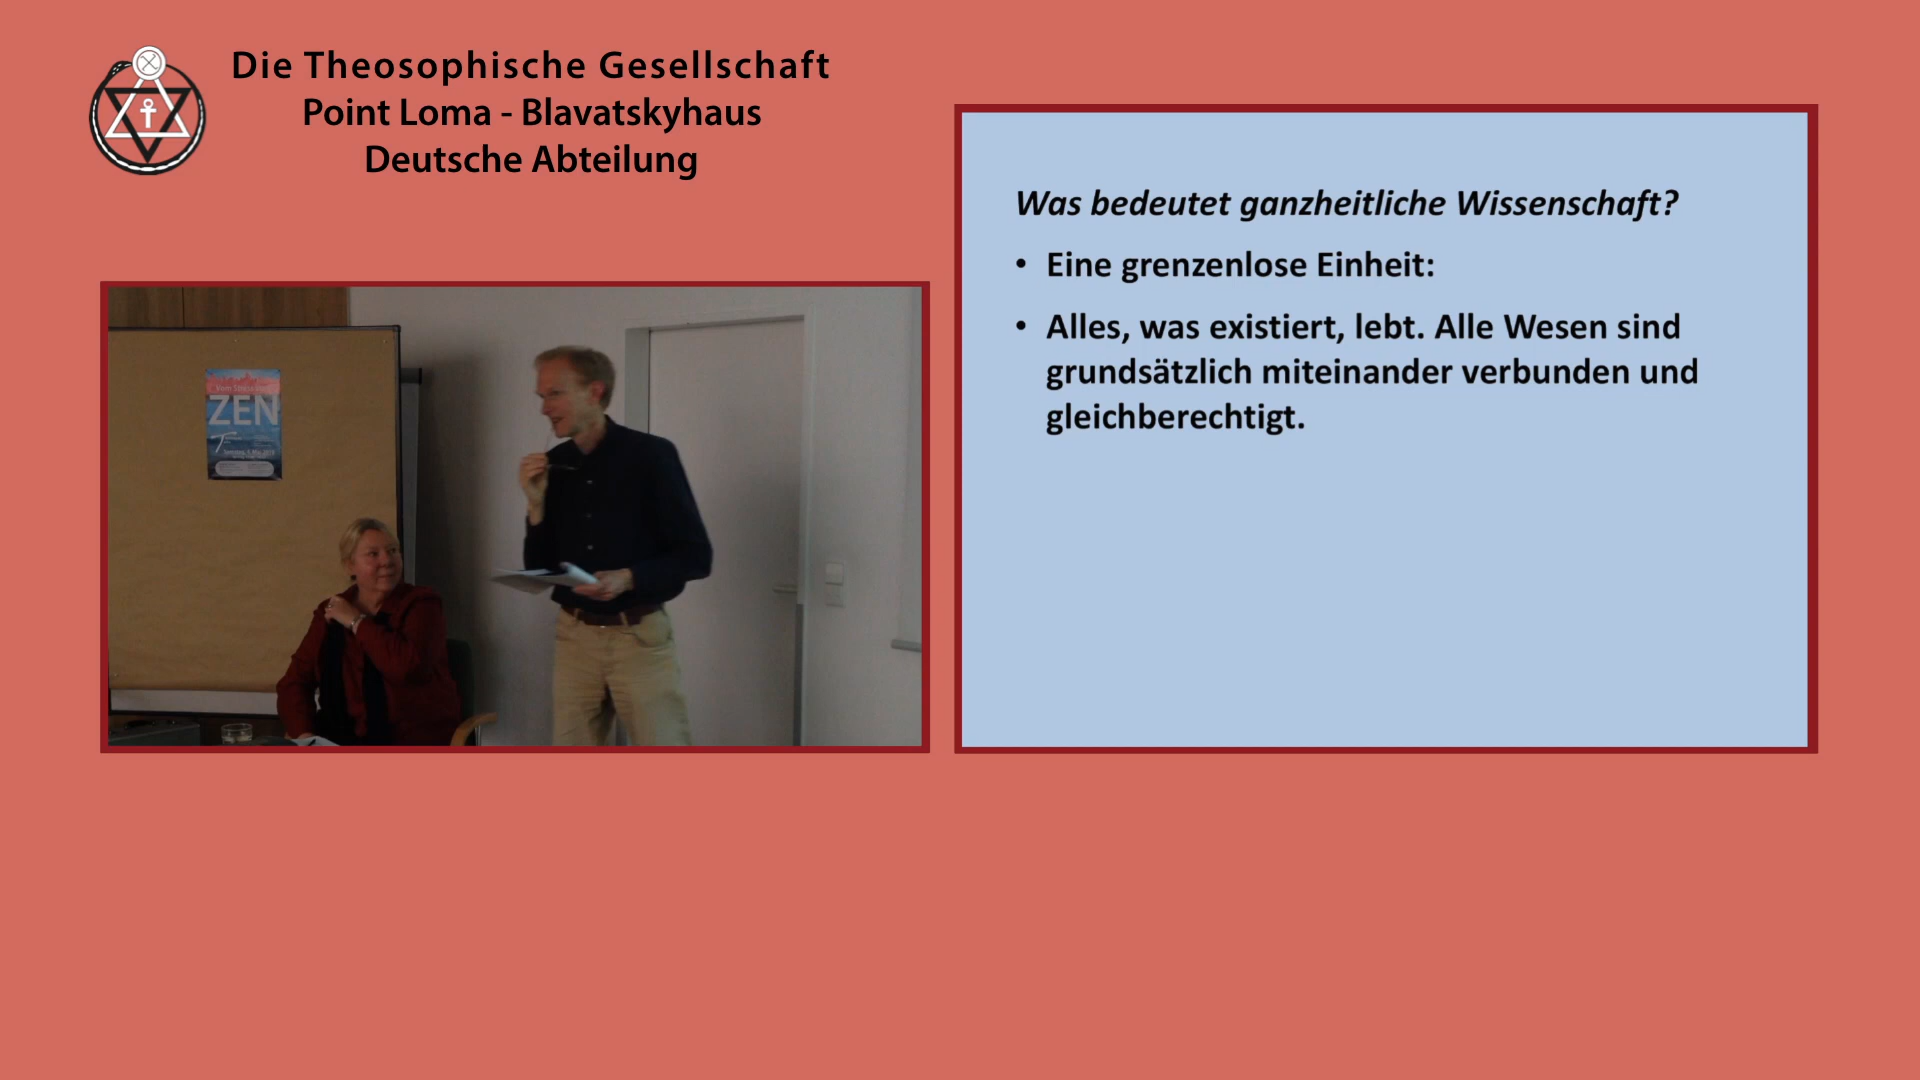 Die Theosophische Gesellschaft
Point Loma - Blavatskyhaus
Deutsche Abteilung
Was bedeutet ganzheitliche Wissenschaft?
• Eine grenzenlose Einheit:
• Alles, was existiert, lebt. Alle Wesen sind
grundsätzlich miteinander verbunden und
gleichberechtigt.
ZEN